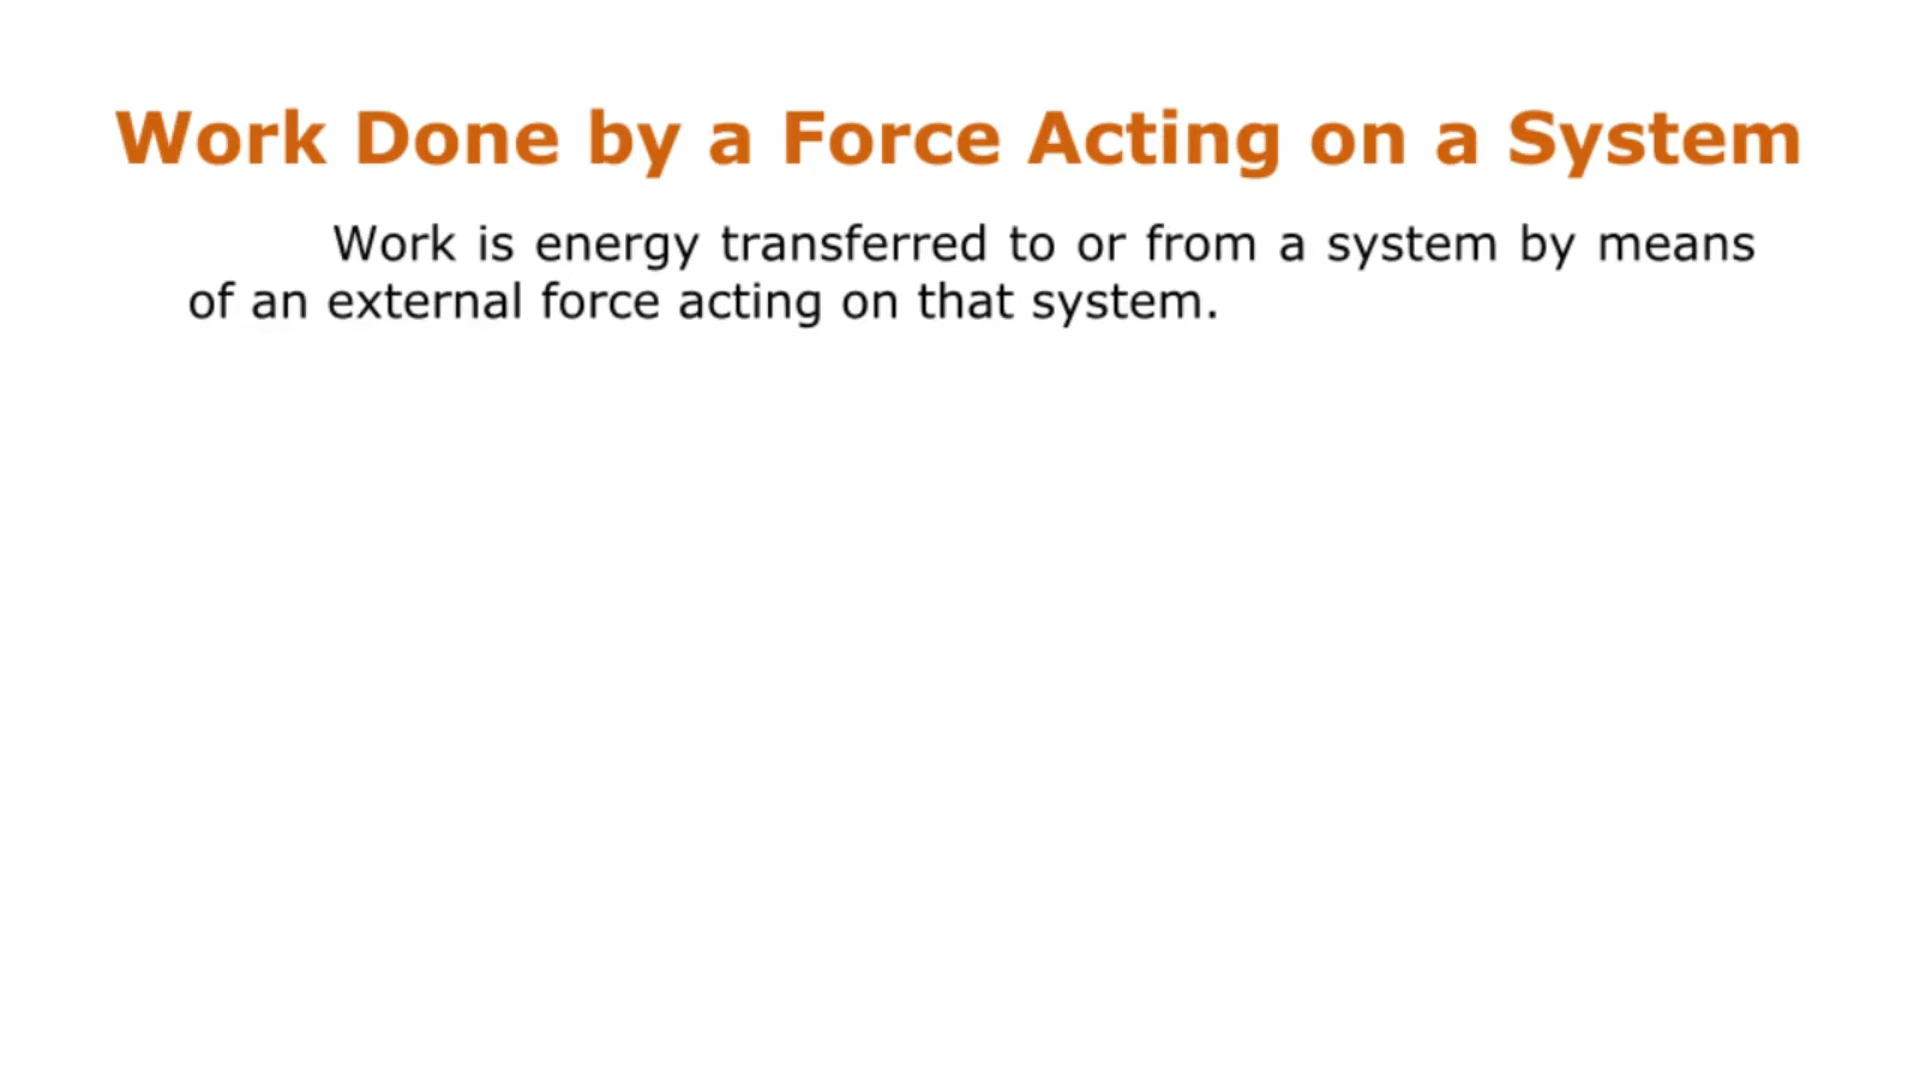 Work Done by a Force Acting on a System
Work is energy transferred to or from a system by means
of an external force acting on that system.